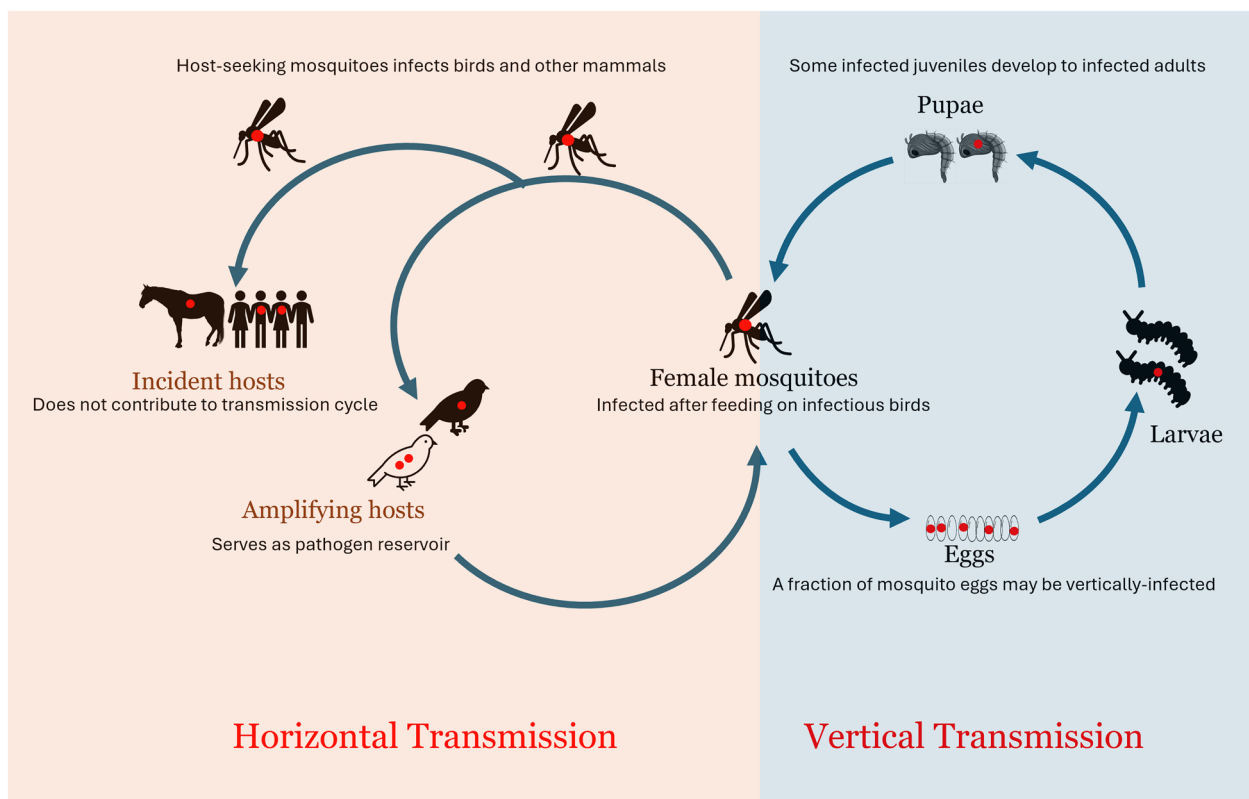 Host-seeking mosquitoes infects birds and other mammals
Some infected juveniles develop to infected adults
Pupae
Incident hosts
Does not contribute to transmission cycle
Female mosquitoes
Infected after feeding on infectious birds
Larvae
Amplifying hosts
Serves as pathogen reservoir
Eggs
A fraction of mosquito eggs may be vertically-infected
Horizontal Transmission
Vertical Transmission